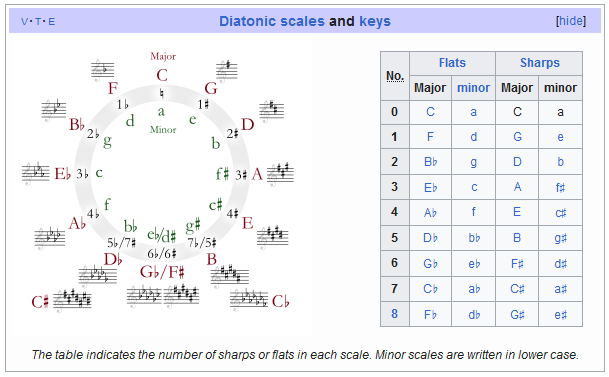 V · T · E
Diatonic scales and keys
[hide]
Major
C
♮
a
Minor
F
1♭
d
G
1♯
e
B♭
2♭
g
D
2♯
b
E♭
3♭
c
A
3♯
f♯
A♭
4♭
f
E
4♯
c♯
D♭
5♭/7♯
b♭
B
7♭/5♯
g♯
e♭/d♯
6♭/6♯
G♭/F♯
C♯
C♭
No. Flats Sharps
Major minor Major minor
0 C a C a
1 F d G e
2 B♭ g D b
3 E♭ c A f♯
4 A♭ f E c♯
5 D♭ b♭ B g♯
6 G♭ e♭ F♯ d♯
7 C♭ a♭ C♯ a♯
8 F♭ d♭ G♯ e♯
The table indicates the number of sharps or flats in each scale. Minor scales are written in lower case.